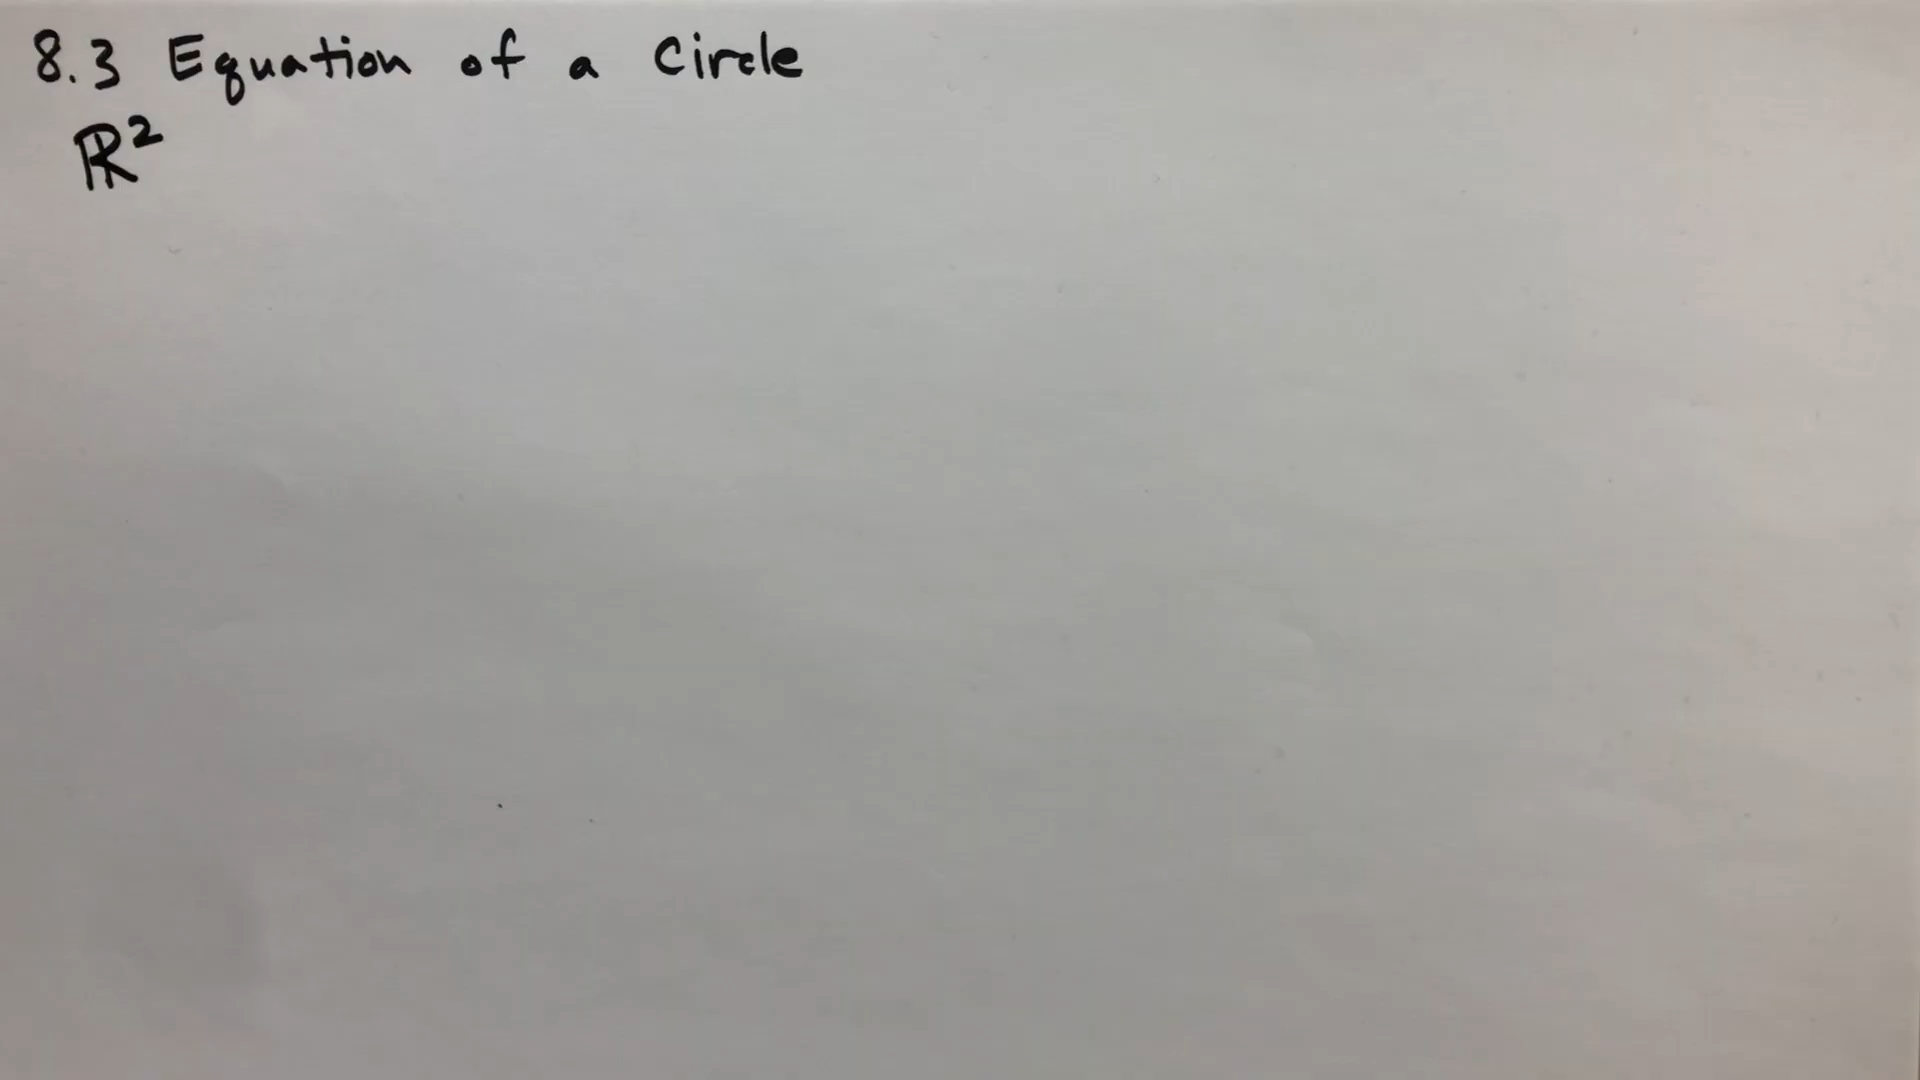 8.3 Equation of a Circle
ℝ²